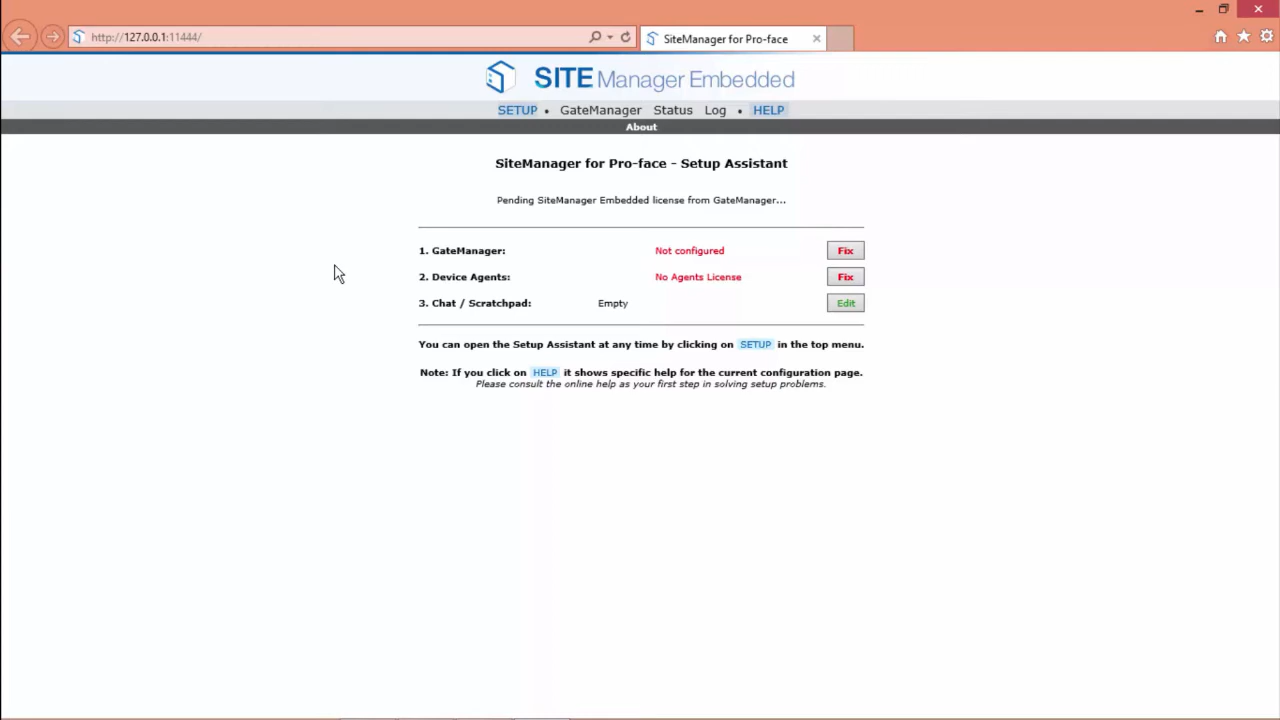 http://127.0.0.1:11444/
SiteManager for Pro-face
SITE Manager Embedded
SETUP • GateManager Status Log • HELP
About
SiteManager for Pro-face - Setup Assistant
Pending SiteManager Embedded license from GateManager...
1. GateManager: Not configured Fix
2. Device Agents: No Agents License Fix
3. Chat / Scratchpad: Empty Edit
You can open the Setup Assistant at any time by clicking on SETUP in the top menu.
Note: If you click on HELP it shows specific help for the current configuration page.
Please consult the online help as your first step in solving setup problems.